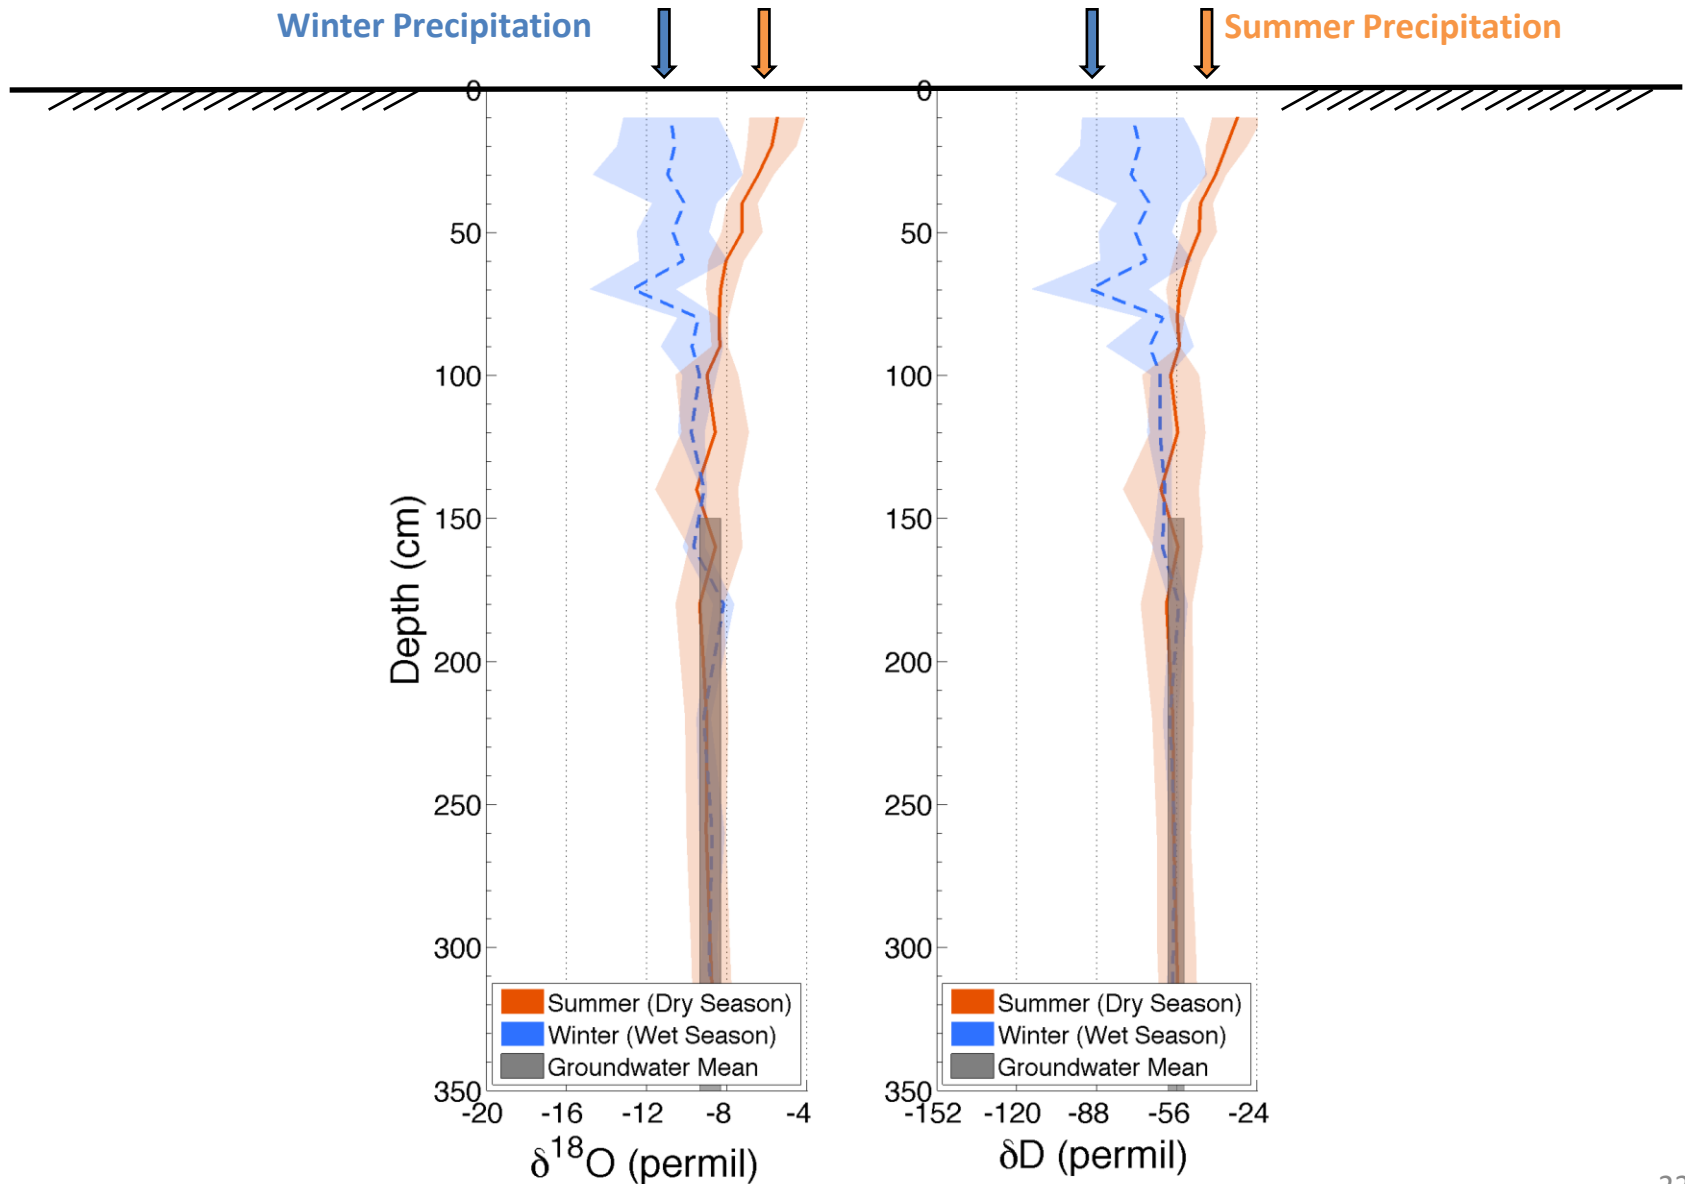 Winter Precipitation
Summer Precipitation
Depth (cm)
0
50
100
150
200
250
300
350
-20 -16 -12 -8 -4
δ¹⁸O (permil)
Summer (Dry Season)
Winter (Wet Season)
Groundwater Mean
0
50
100
150
200
250
300
350
-152 -120 -88 -56 -24
δD (permil)
Summer (Dry Season)
Winter (Wet Season)
Groundwater Mean